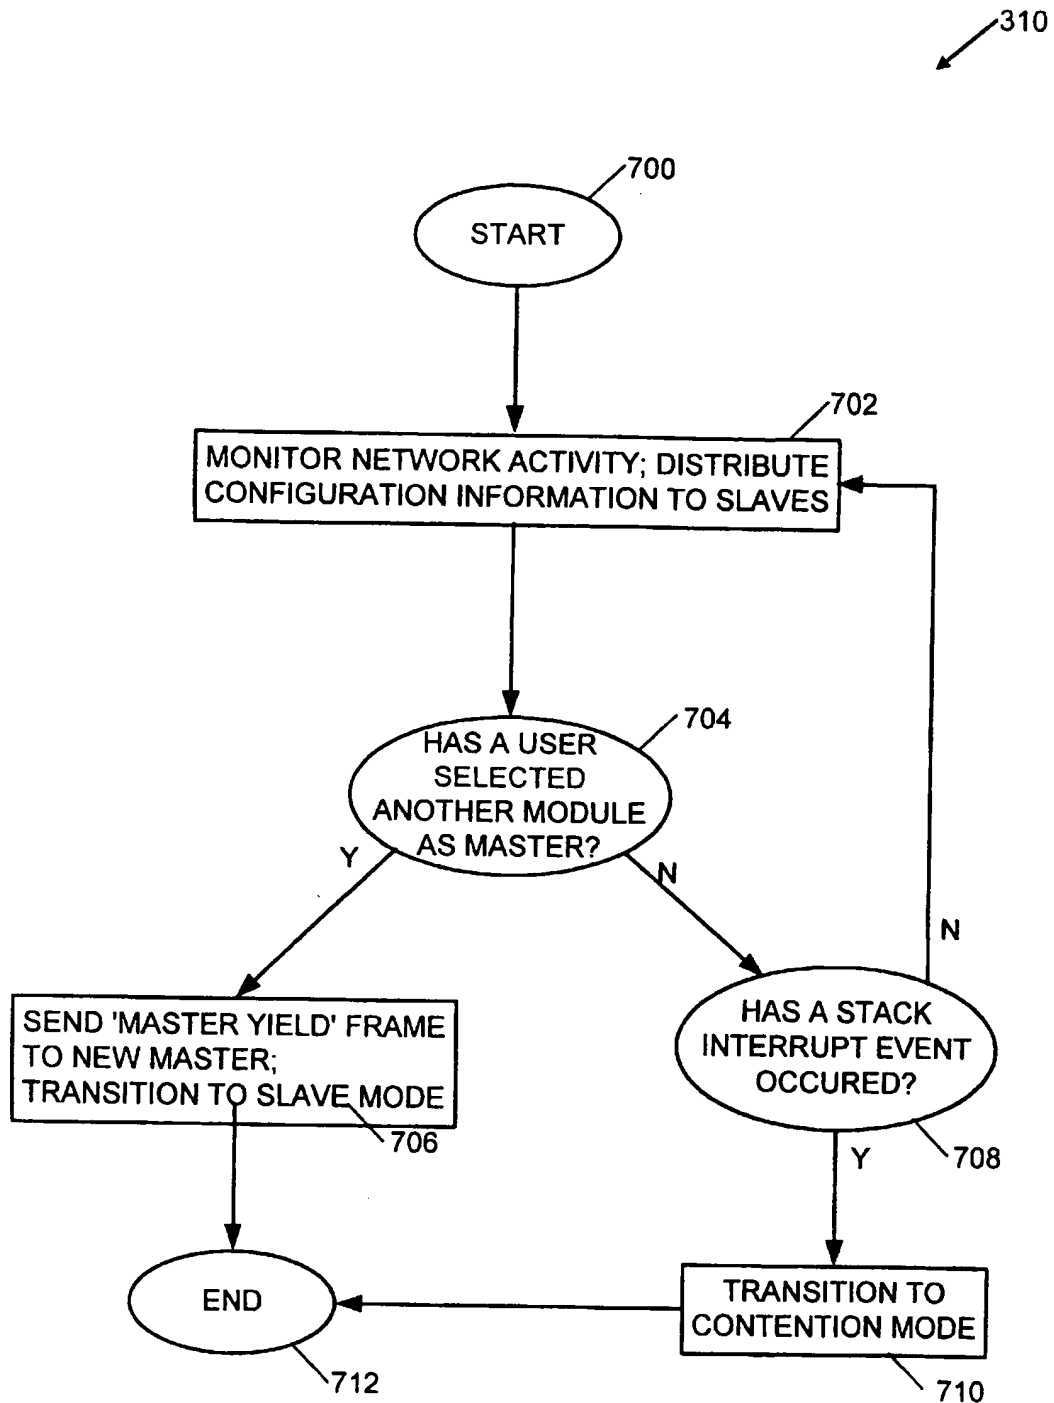 310
700
START
702
MONITOR NETWORK ACTIVITY; DISTRIBUTE
CONFIGURATION INFORMATION TO SLAVES
704
HAS A USER
SELECTED
ANOTHER MODULE
AS MASTER?
Y
N
N
SEND 'MASTER YIELD' FRAME
TO NEW MASTER;
TRANSITION TO SLAVE MODE
706
HAS A STACK
INTERRUPT EVENT
OCCURED?
708
Y
END
712
TRANSITION TO
CONTENTION MODE
710